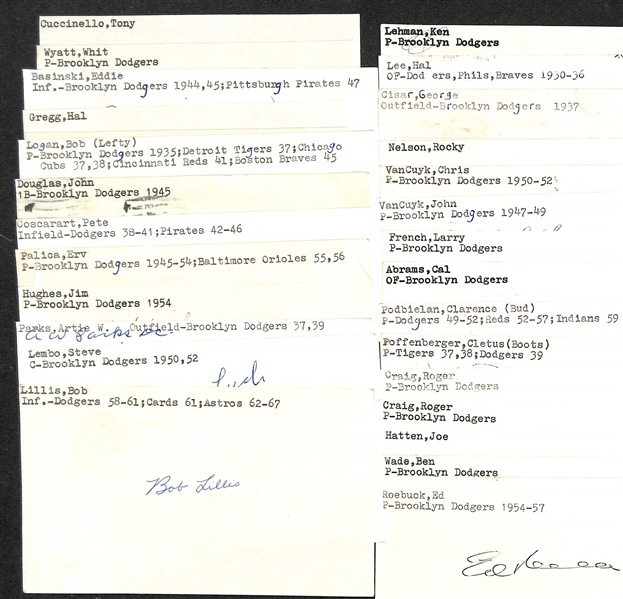 Cuccinello,Tony
Wyatt, Whit
P-Brooklyn Dodgers
Basinski, Eddie
Inf.-Brooklyn Dodgers 1944,45;Pittsburgh Pirates 47
Gregg,Hal
Logan,Bob (Lefty)
P-Brooklyn Dodgers 1935;Detroit Tigers 37;Chicago
Cubs 37,38;Cincinnati Reds 41;Boston Braves 45
Douglas,John
1B-Brooklyn Dodgers 1945
Coscarart,Pete
Infield-Dodgers 38-41;Pirates 42-46
Palica,Erv
P-Brooklyn Dodgers 1945-54;Baltimore Orioles 55,56
Hughes,Jim
P-Brooklyn Dodgers 1954
Parks,Artie W. Outfield-Brooklyn Dodgers 37,39
Lembo,Steve
C-Brooklyn Dodgers 1950,52
Lillis,Bob
Inf.-Dodgers 58-61;Cards 61;Astros 62-67
Bob Lillis
Lehman,Ken
P-Brooklyn Dodgers
Lee,Hal
OF-Dod ers,Phils,Braves 1930-36
Cisar,George
Outfield-Brooklyn Dodgers 1937
Nelson,Rocky
VanCuyk,Chris
P-Brooklyn Dodgers 1950-52
VanCuyk,John
P-Brooklyn Dodgers 1947-49
French,Larry
P-Brooklyn Dodgers
Abrams,Cal
OF-Brooklyn Dodgers
Podbielan,Clarence (Bud)
P-Dodgers 49-52;Reds 52-57;Indians 59
Poffenberger,Cletus(Boots)
P-Tigers 37,38;Dodgers 39
Craig,Roger
P-Brooklyn Dodgers
Craig,Roger
P-Brooklyn Dodgers
Hatten,Joe
Wade,Ben
P-Brooklyn Dodgers
Roebuck,Ed
P-Brooklyn Dodgers 1954-57
Ed